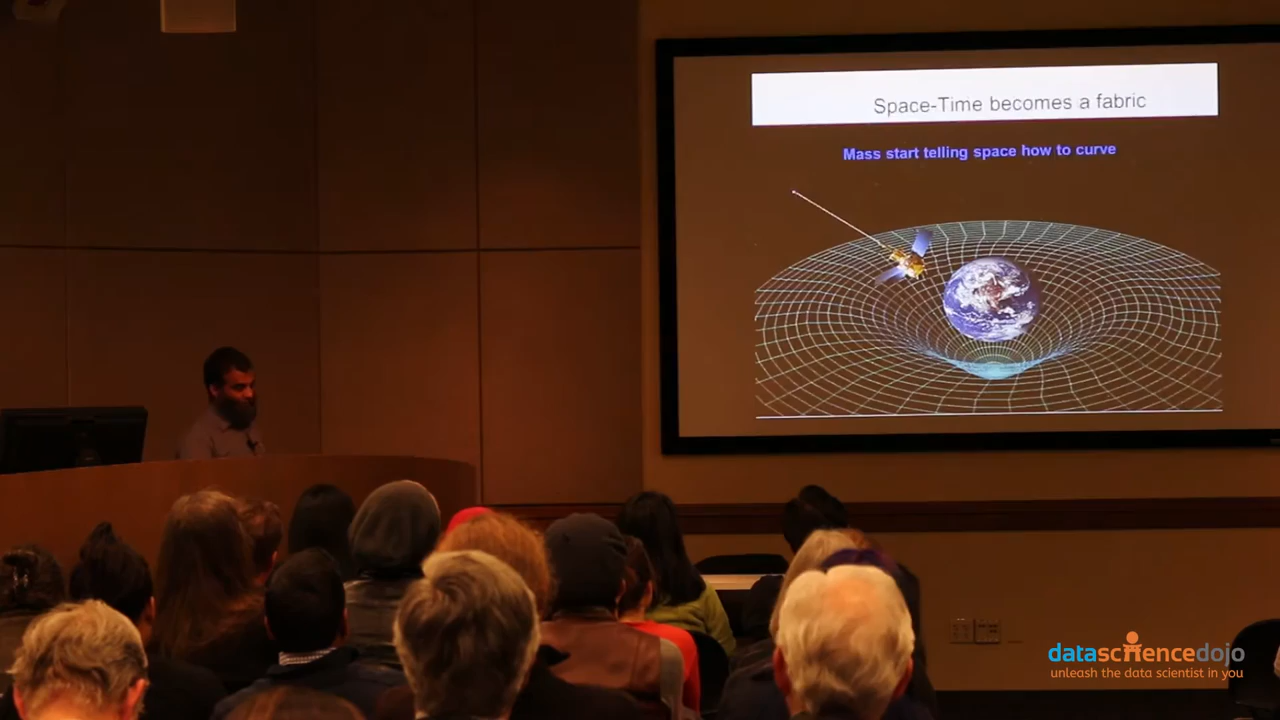 Space-Time becomes a fabric
Mass start telling space how to curve
datasciencedojo
unleash the data scientist in you